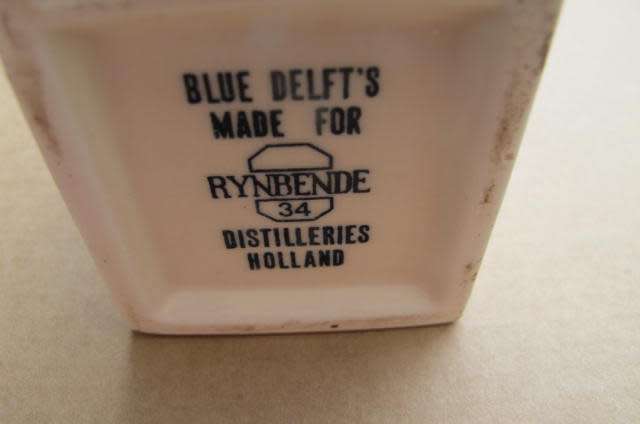 BLUE DELFT'S
MADE FOR
RYNBENDE
34
DISTILLERIES
HOLLAND